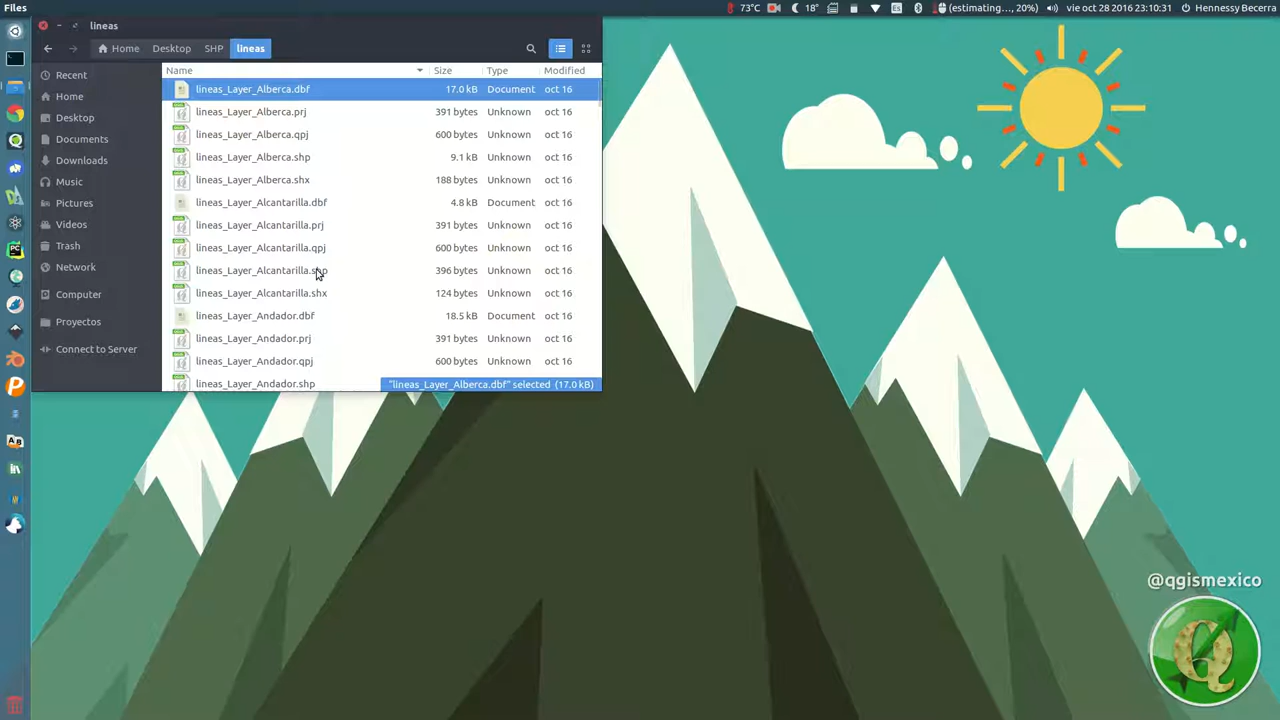 Files
73°C
18°
Es
(estimating..., 20%)
vie oct 28 2016 23:10:31
Hennessy Becerra
lineas
Home
Desktop
SHP
lineas
Recent
Home
Desktop
Documents
Downloads
Music
Pictures
Videos
Trash
Network
Computer
Proyectos
Connect to Server
Name Size Type Modified
lineas_Layer_Alberca.dbf 17.0 kB Document oct 16
lineas_Layer_Alberca.prj 391 bytes Unknown oct 16
lineas_Layer_Alberca.qpj 600 bytes Unknown oct 16
lineas_Layer_Alberca.shp 9.1 kB Unknown oct 16
lineas_Layer_Alberca.shx 188 bytes Unknown oct 16
lineas_Layer_Alcantarilla.dbf 4.8 kB Document oct 16
lineas_Layer_Alcantarilla.prj 391 bytes Unknown oct 16
lineas_Layer_Alcantarilla.qpj 600 bytes Unknown oct 16
lineas_Layer_Alcantarilla.shp 396 bytes Unknown oct 16
lineas_Layer_Alcantarilla.shx 124 bytes Unknown oct 16
lineas_Layer_Andador.dbf 18.5 kB Document oct 16
lineas_Layer_Andador.prj 391 bytes Unknown oct 16
lineas_Layer_Andador.qpj 600 bytes Unknown oct 16
lineas_Layer_Andador.shp
"lineas_Layer_Alberca.dbf" selected (17.0 kB)
@qgismexico